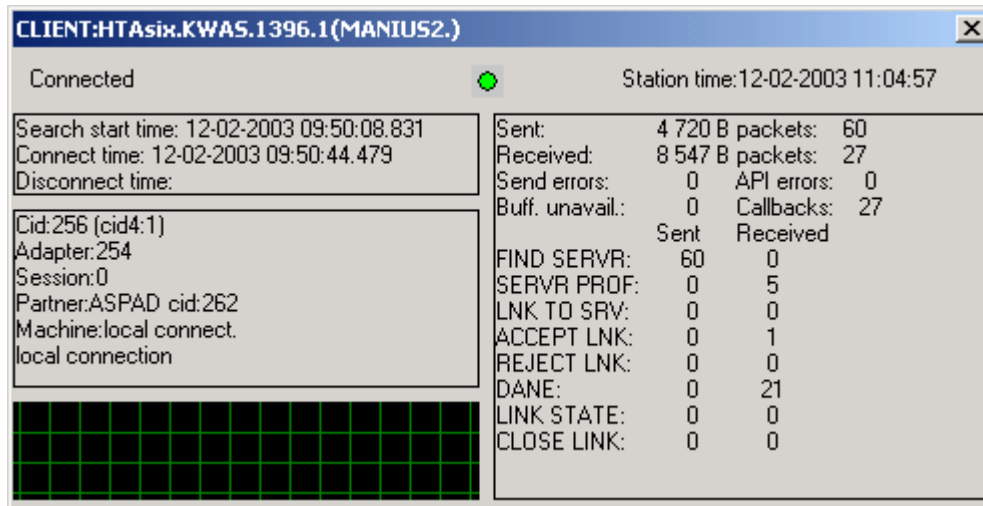 CLIENT:HTAsix.KWAS.1396.1(MANIUS2.)
Connected
Station time:12-02-2003 11:04:57
Search start time: 12-02-2003 09:50:08.831
Connect time: 12-02-2003 09:50:44.479
Disconnect time:
Cid:256 (cid4:1)
Adapter:254
Session:0
Partner:ASPAD cid:262
Machine:local connect.
local connection
Sent: 4 720 B packets: 60
Received: 8 547 B packets: 27
Send errors: 0 API errors: 0
Buff. unavail.: 0 Callbacks: 27
Sent Received
FIND SERVR: 60 0
SERVR PROF: 0 5
LNK TO SRV: 0 0
ACCEPT LNK: 0 1
REJECT LNK: 0 0
DANE: 0 21
LINK STATE: 0 0
CLOSE LINK: 0 0